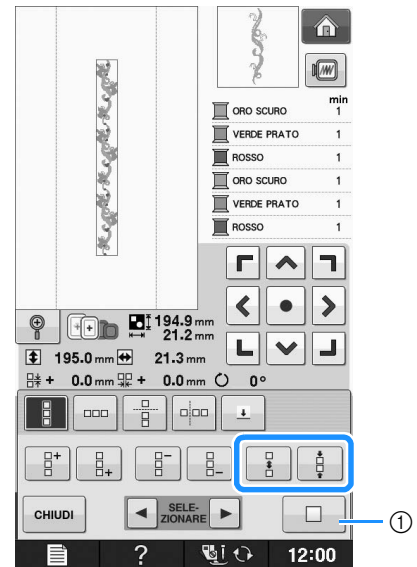 min
ORO SCURO 1
VERDE PRATO 1
ROSSO 1
ORO SCURO 1
VERDE PRATO 1
ROSSO 1
194.9 mm
21.2 mm
195.0 mm 21.3 mm
+ 0.0 mm + 0.0 mm 0°
CHIUDI
SELE-
ZIONARE
①
? 12:00